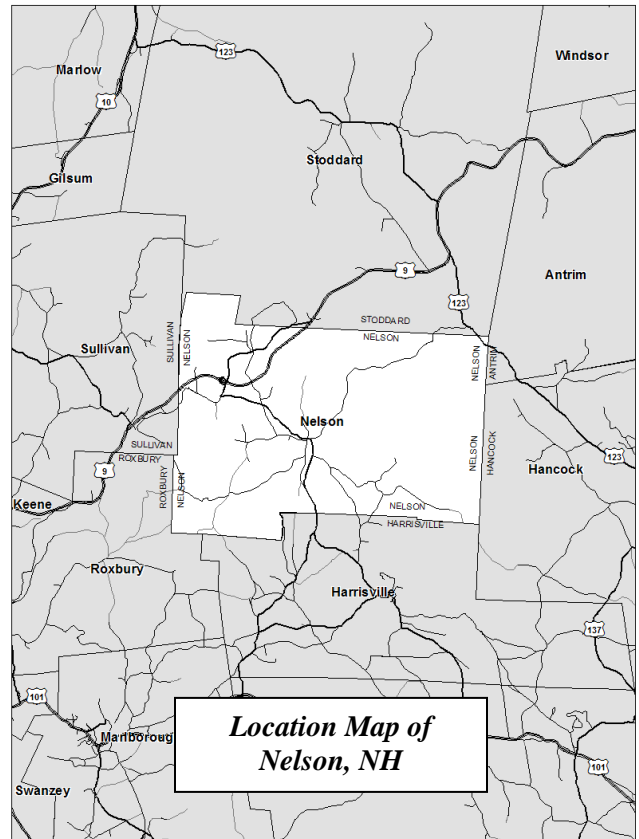 123
Windsor
Marlow
10
Stoddard
Gilsum
9
Antrim
123
STODDARD
NELSON
SULLIVAN
NELSON
NELSON
ANTRIM
Sullivan
Nelson
SULLIVAN
ROXBURY
NELSON
HANCOCK
123
9
Hancock
ROXBURY
NELSON
Keene
NELSON
HARRISVILLE
Roxbury
Harrisville
137
101
Location Map of
Nelson, NH
Marlboroug
101
Swanzey